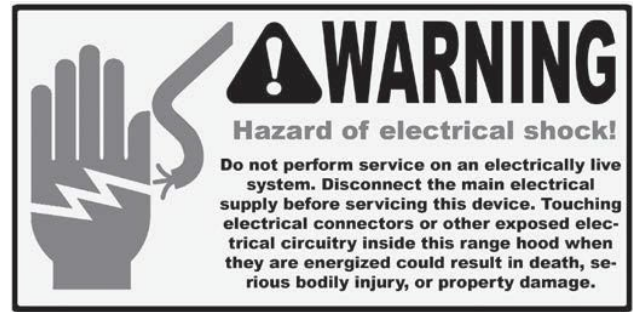 WARNING
Hazard of electrical shock!
Do not perform service on an electrically live
system. Disconnect the main electrical
supply before servicing this device. Touching
electrical connectors or other exposed elec-
trical circuitry inside this range hood when
they are energized could result in death, se-
rious bodily injury, or property damage.